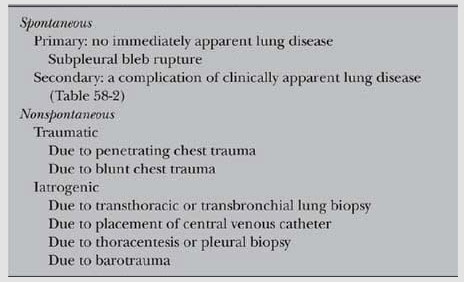 Spontaneous
Primary: no immediately apparent lung disease
Subpleural bleb rupture
Secondary: a complication of clinically apparent lung disease
(Table 58-2)
Nonspontaneous
Traumatic
Due to penetrating chest trauma
Due to blunt chest trauma
Iatrogenic
Due to transthoracic or transbronchial lung biopsy
Due to placement of central venous catheter
Due to thoracentesis or pleural biopsy
Due to barotrauma